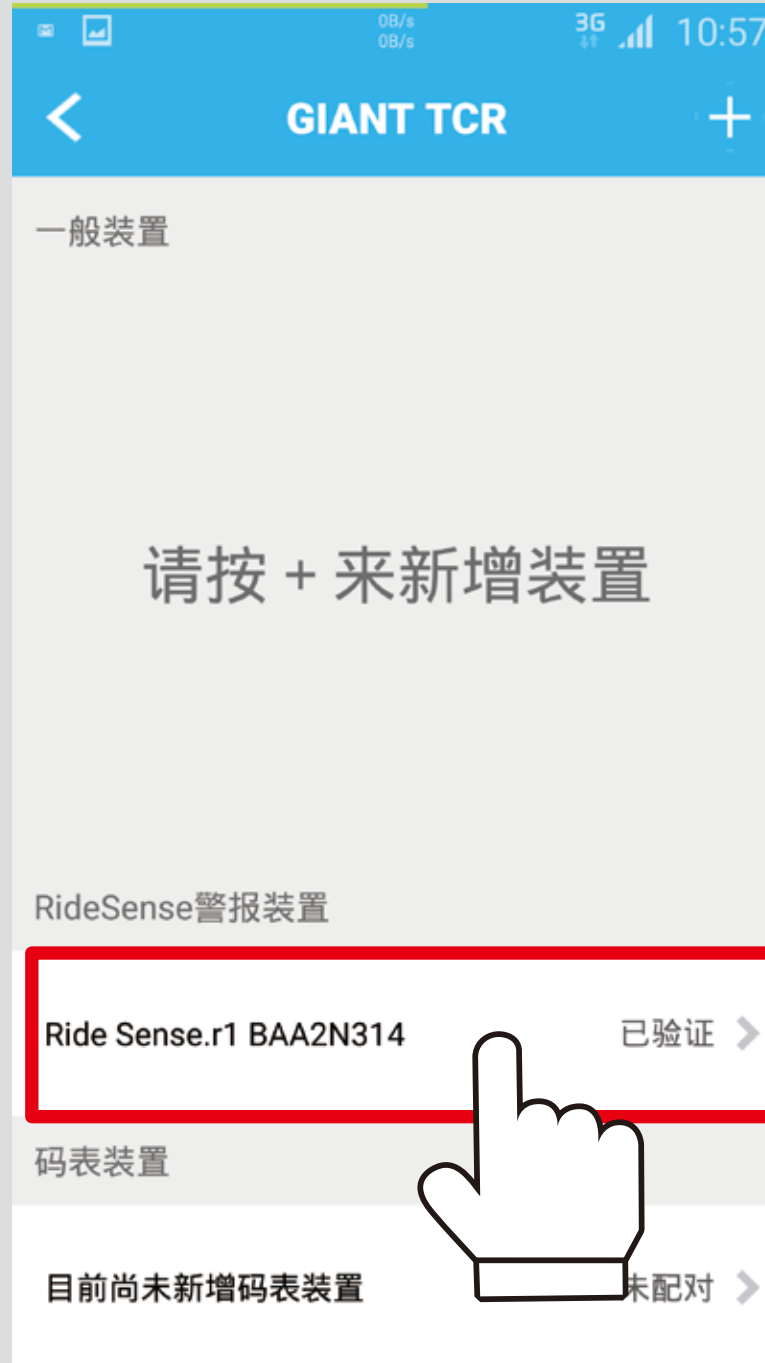 0B/s
0B/s
3G
10:57
GIANT TCR
一般装置
请按 + 来新增装置
RideSense警报装置
Ride Sense.r1 BAA2N314
已验证
码表装置
目前尚未新增码表装置
未配对